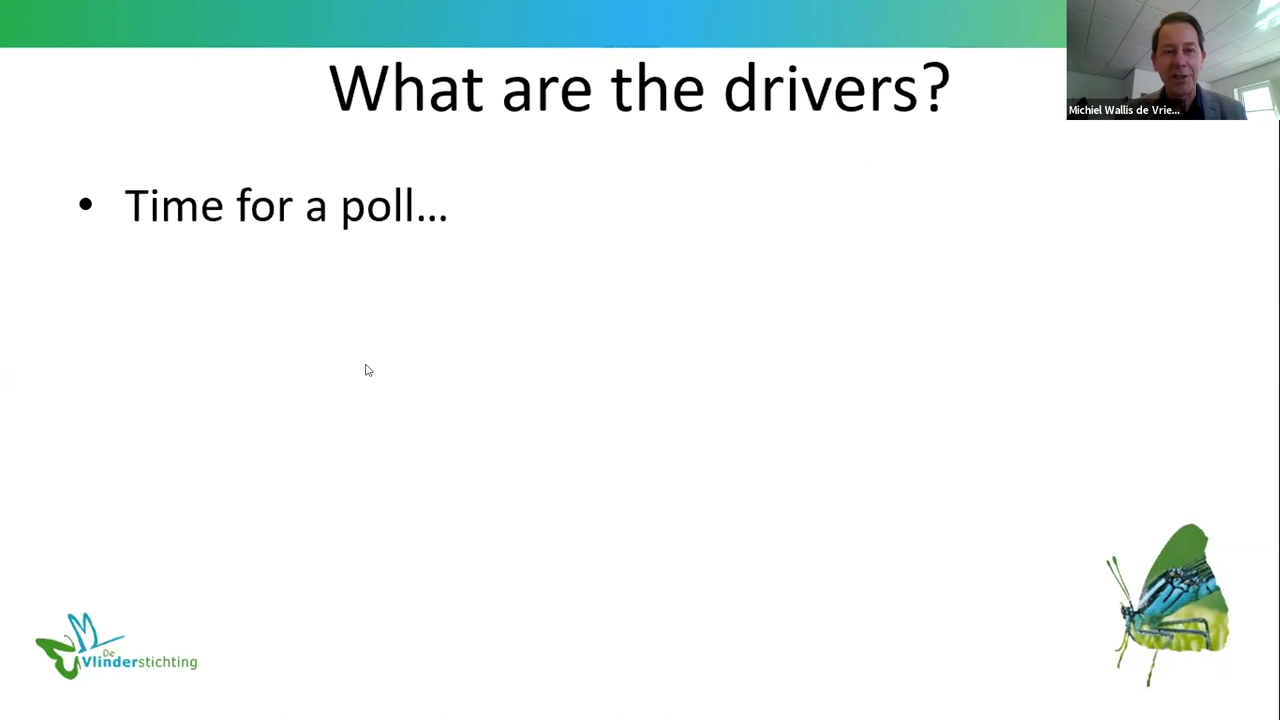 What are the drivers?
Michiel Wallis de Vrie...
• Time for a poll...
De
Vlinderstichting